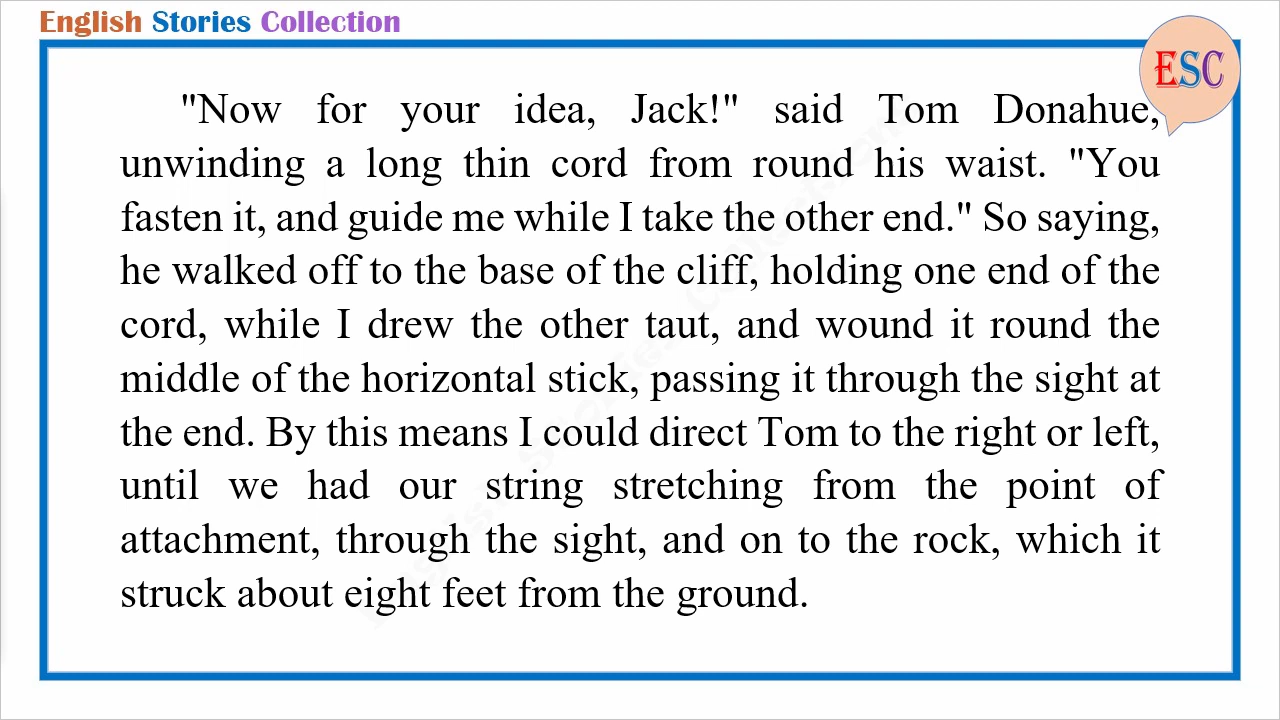 English Stories Collection
ESC
"Now for your idea, Jack!" said Tom Donahue,
unwinding a long thin cord from round his waist. "You
fasten it, and guide me while I take the other end." So saying,
he walked off to the base of the cliff, holding one end of the
cord, while I drew the other taut, and wound it round the
middle of the horizontal stick, passing it through the sight at
the end. By this means I could direct Tom to the right or left,
until we had our string stretching from the point of
attachment, through the sight, and on to the rock, which it
struck about eight feet from the ground.